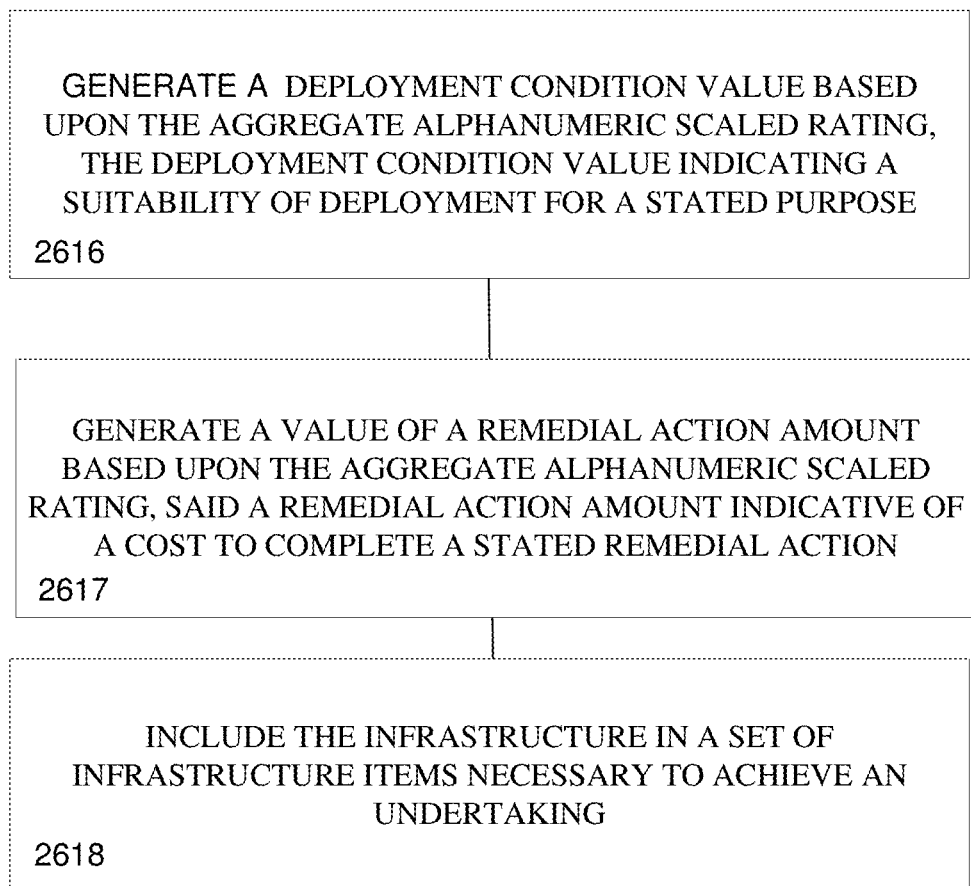 GENERATE A DEPLOYMENT CONDITION VALUE BASED
UPON THE AGGREGATE ALPHANUMERIC SCALED RATING,
THE DEPLOYMENT CONDITION VALUE INDICATING A
SUITABILITY OF DEPLOYMENT FOR A STATED PURPOSE
2616
GENERATE A VALUE OF A REMEDIAL ACTION AMOUNT
BASED UPON THE AGGREGATE ALPHANUMERIC SCALED
RATING, SAID A REMEDIAL ACTION AMOUNT INDICATIVE OF
A COST TO COMPLETE A STATED REMEDIAL ACTION
2617
INCLUDE THE INFRASTRUCTURE IN A SET OF
INFRASTRUCTURE ITEMS NECESSARY TO ACHIEVE AN
UNDERTAKING
2618